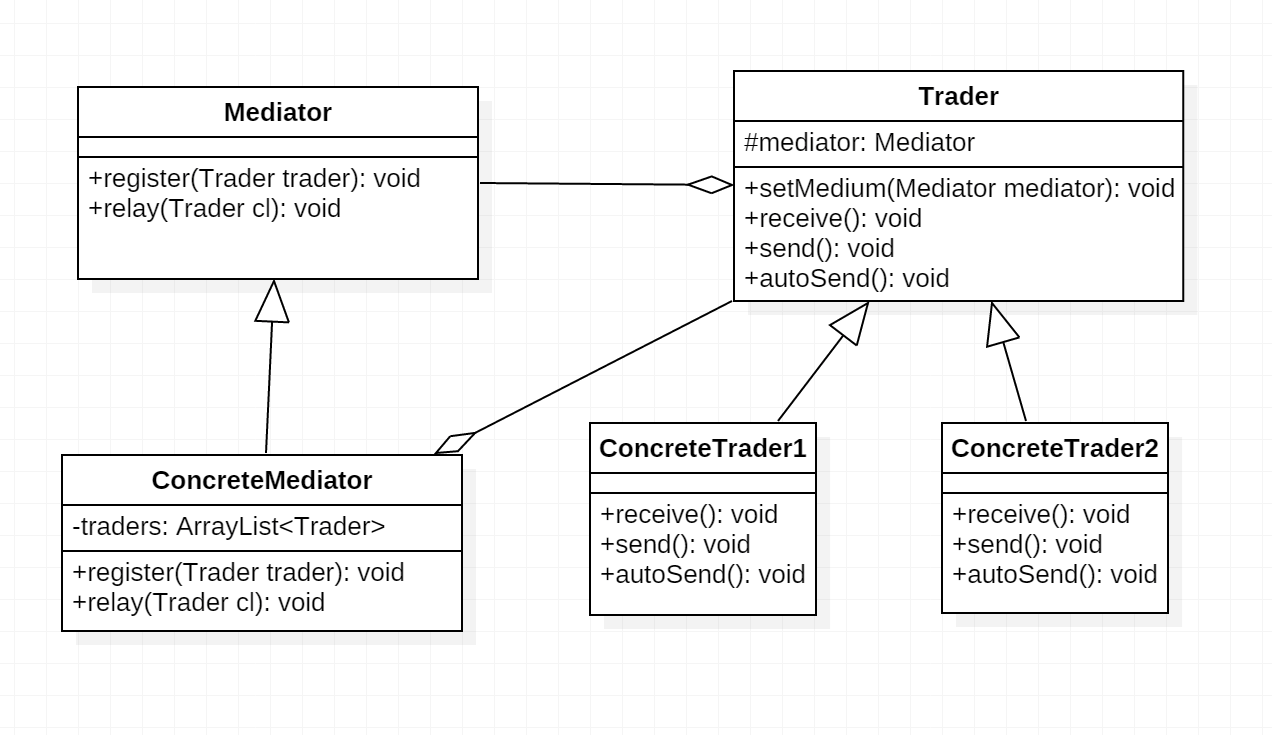 Mediator
+register(Trader trader): void
+relay(Trader cl): void
Trader
#mediator: Mediator
+setMedium(Mediator mediator): void
+receive(): void
+send(): void
+autoSend(): void
ConcreteMediator
-traders: ArrayList<Trader>
+register(Trader trader): void
+relay(Trader cl): void
ConcreteTrader1
+receive(): void
+send(): void
+autoSend(): void
ConcreteTrader2
+receive(): void
+send(): void
+autoSend(): void